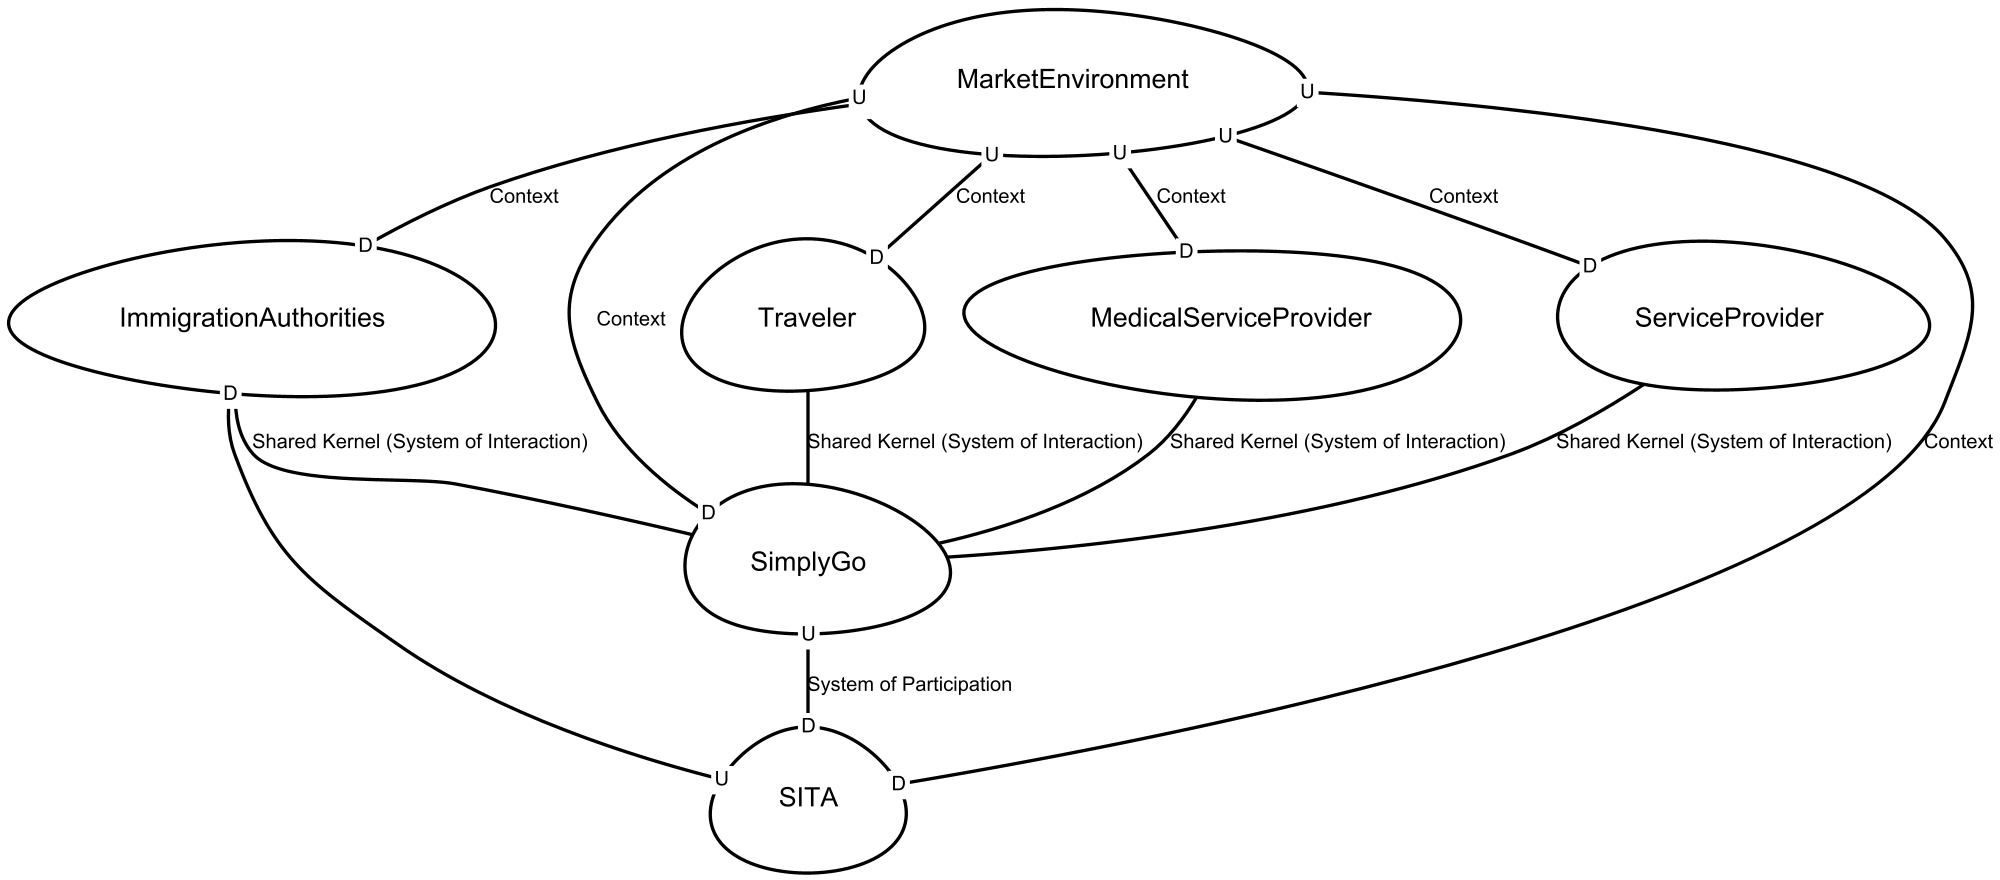 MarketEnvironment
U
U
U
U
U
Context
Context
Context
Context
D
D
D
D
ImmigrationAuthorities
Context
Traveler
MedicalServiceProvider
ServiceProvider
D
Shared Kernel (System of Interaction)
Shared Kernel (System of Interaction)
Shared Kernel (System of Interaction)
Shared Kernel (System of Interaction)
Context
D
SimplyGo
U
System of Participation
D
U
D
SITA